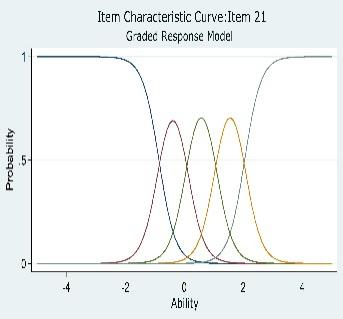 Item Characteristic Curve:Item 21
Graded Response Model
Probability
1
.5
0
-4
-2
0
2
4
Ability